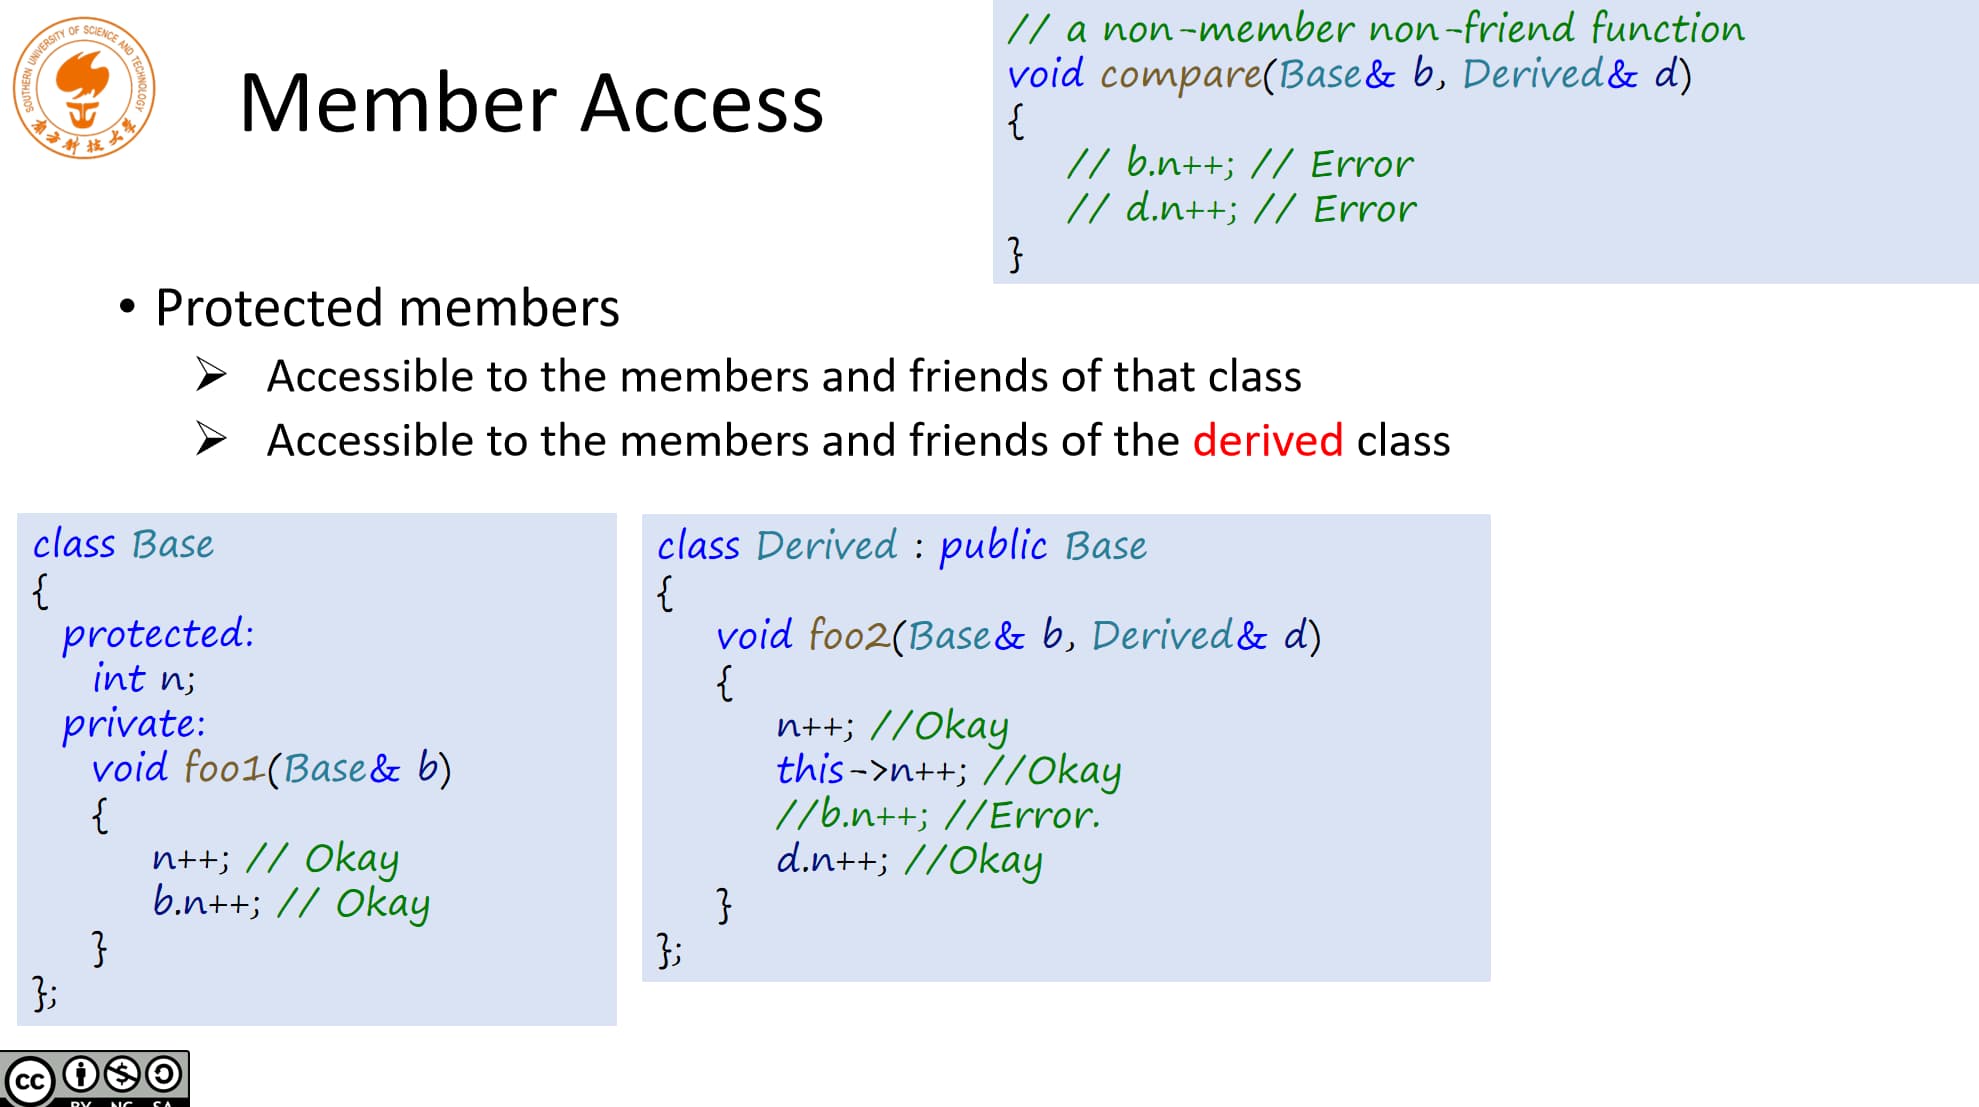 SOUTHERN UNIVERSITY OF SCIENCE AND TECHNOLOGY
南方科技大学
Member Access
// a non-member non-friend function
void compare(Base& b, Derived& d)
{
// b.n++; // Error
// d.n++; // Error
}
• Protected members
➢ Accessible to the members and friends of that class
➢ Accessible to the members and friends of the derived class
class Base
{
protected:
int n;
private:
void foo1(Base& b)
{
n++; // Okay
b.n++; // Okay
}
};
class Derived : public Base
{
void foo2(Base& b, Derived& d)
{
n++; //Okay
this->n++; //Okay
//b.n++; //Error.
d.n++; //Okay
}
};
cc
BY NC SA